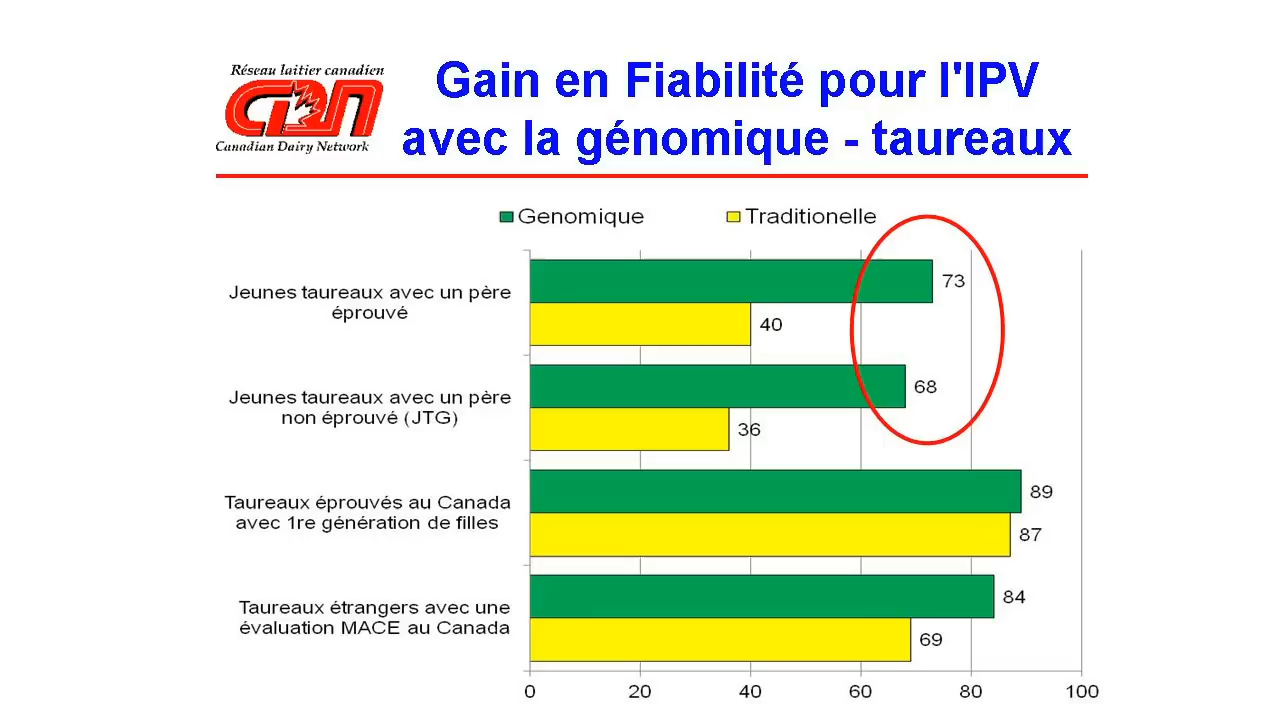 Réseau laitier canadien
CDN
Canadian Dairy Network
Gain en Fiabilité pour l'IPV
avec la génomique - taureaux
Genomique
Traditionelle
Jeunes taureaux avec un père
éprouvé
73
40
Jeunes taureaux avec un père
non éprouvé (JTG)
68
36
Taureaux éprouvés au Canada
avec 1re génération de filles
89
87
Taureaux étrangers avec une
évaluation MACE au Canada
84
69
0 20 40 60 80 100